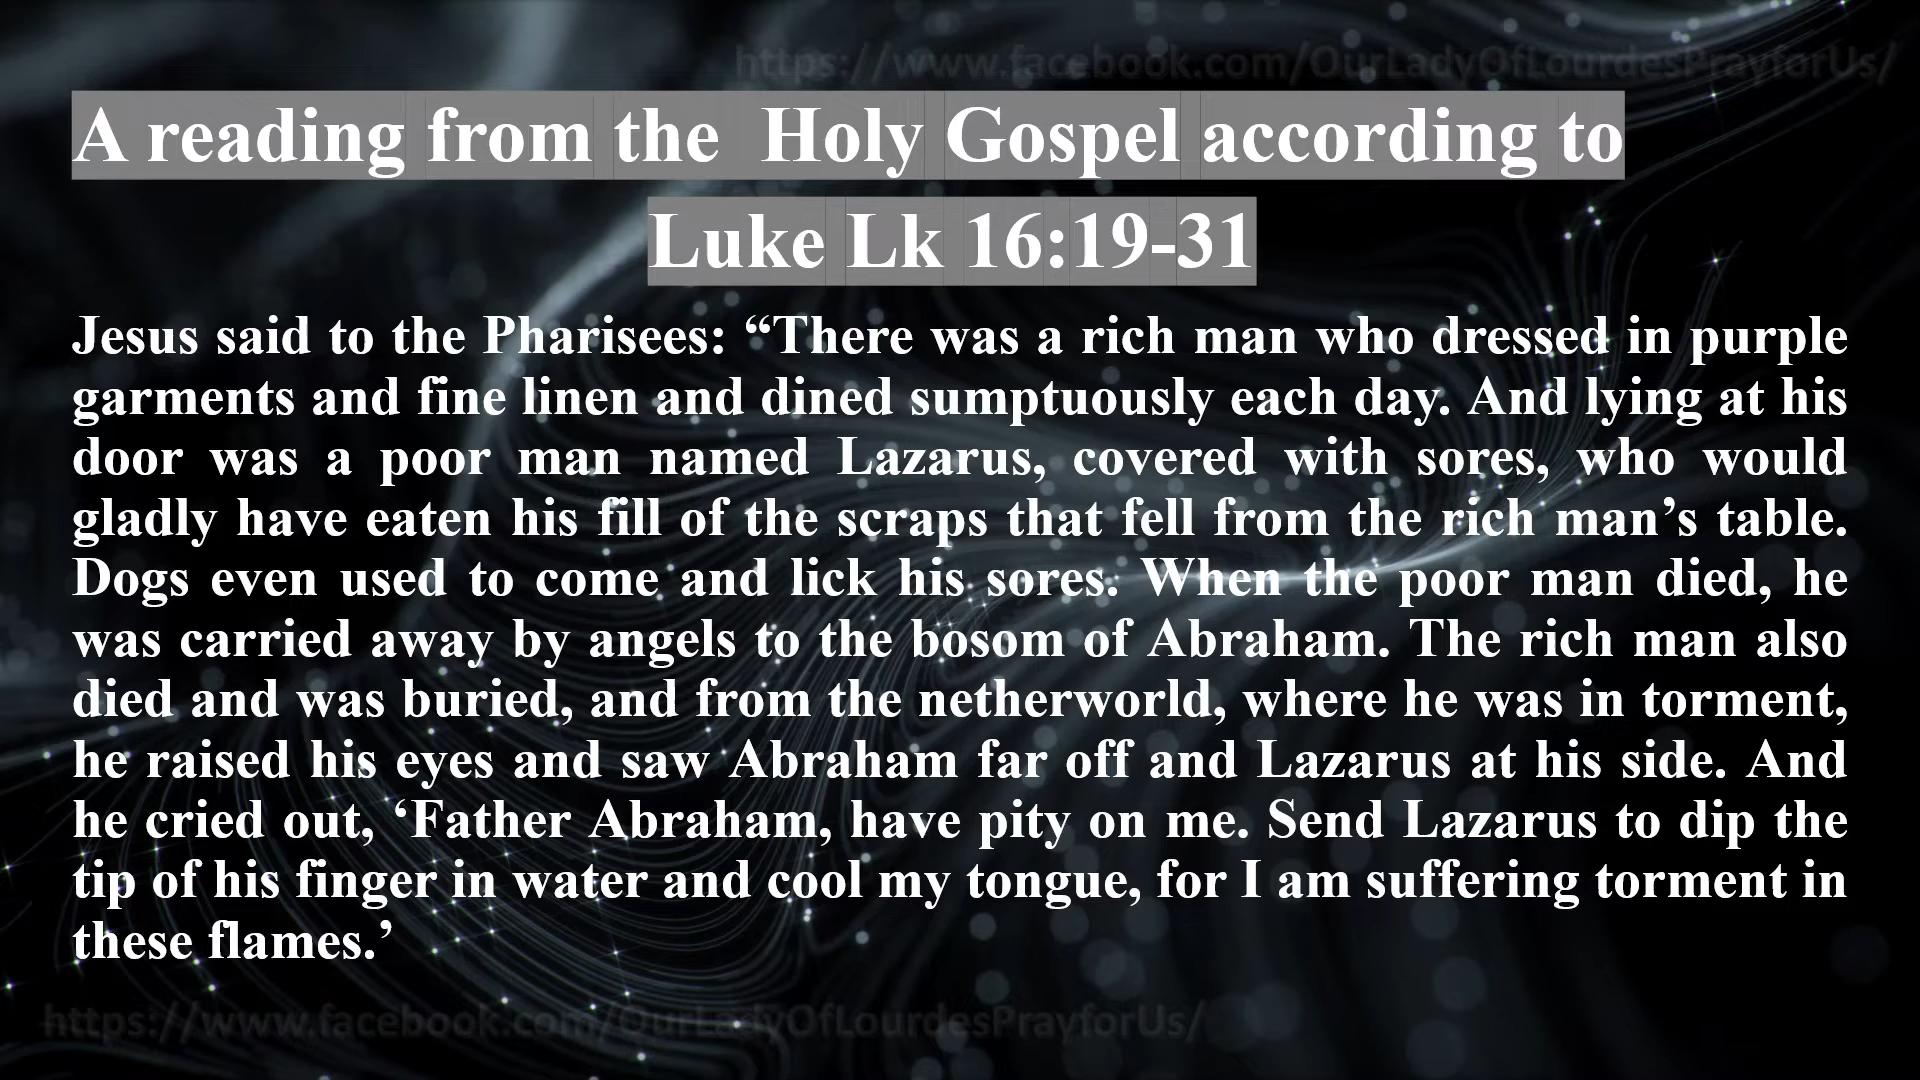 https://www.facebook.com/OurLadyOfLourdesPrayforUs/
A reading from the  Holy Gospel according to
Luke Lk 16:19-31
Jesus said to the Pharisees: “There was a rich man who dressed in purple
garments and fine linen and dined sumptuously each day. And lying at his
door was a poor man named Lazarus, covered with sores, who would
gladly have eaten his fill of the scraps that fell from the rich man’s table.
Dogs even used to come and lick his sores. When the poor man died, he
was carried away by angels to the bosom of Abraham. The rich man also
died and was buried, and from the netherworld, where he was in torment,
he raised his eyes and saw Abraham far off and Lazarus at his side. And
he cried out, ‘Father Abraham, have pity on me. Send Lazarus to dip the
tip of his finger in water and cool my tongue, for I am suffering torment in
these flames.’
https://www.facebook.com/OurLadyOfLourdesPrayforUs/